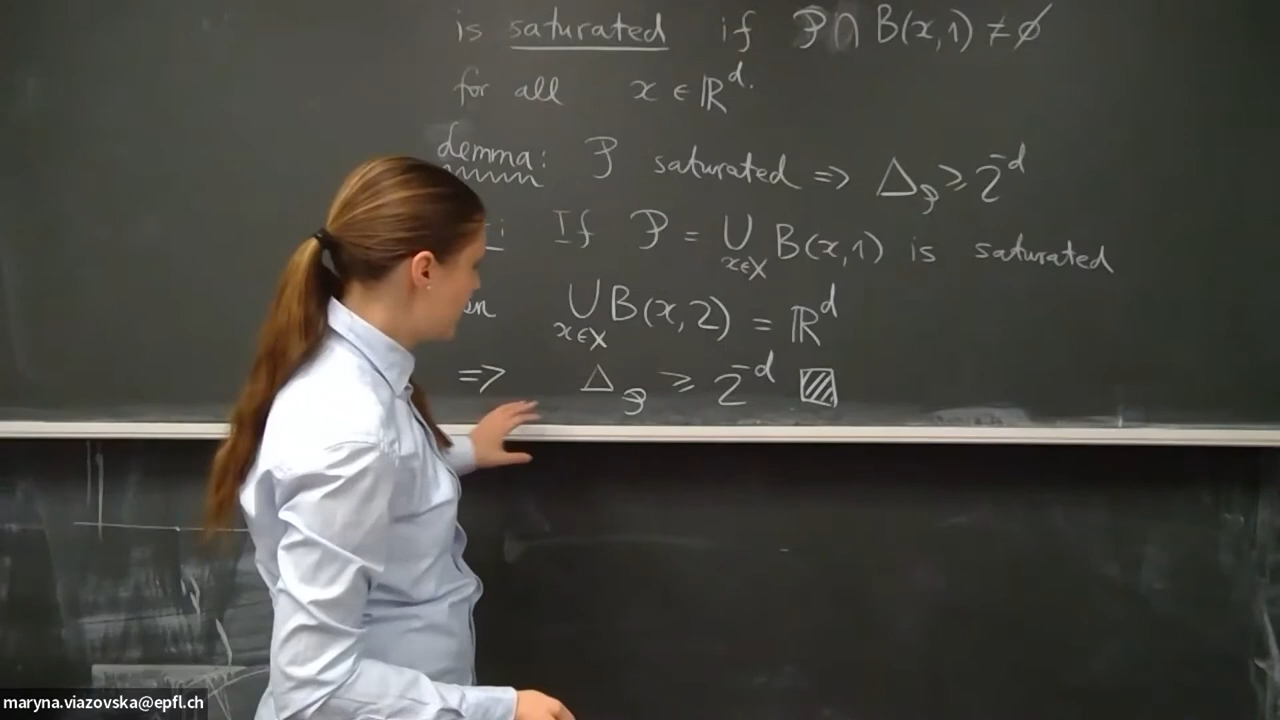 is saturated if 𝒫 ∩ B(x,1) ≠ ∅
for all x ∈ ℝ^d.
Lemma: 𝒫 saturated ⇒ Δ_𝒫 ≥ 2^{-d}
If 𝒫 = ⋃_{x∈X} B(x,1) is saturated
⋃_{x∈X} B(x,2) = ℝ^d
⇒ Δ_𝒫 ≥ 2^{-d}
maryna.viazovska@epfl.ch